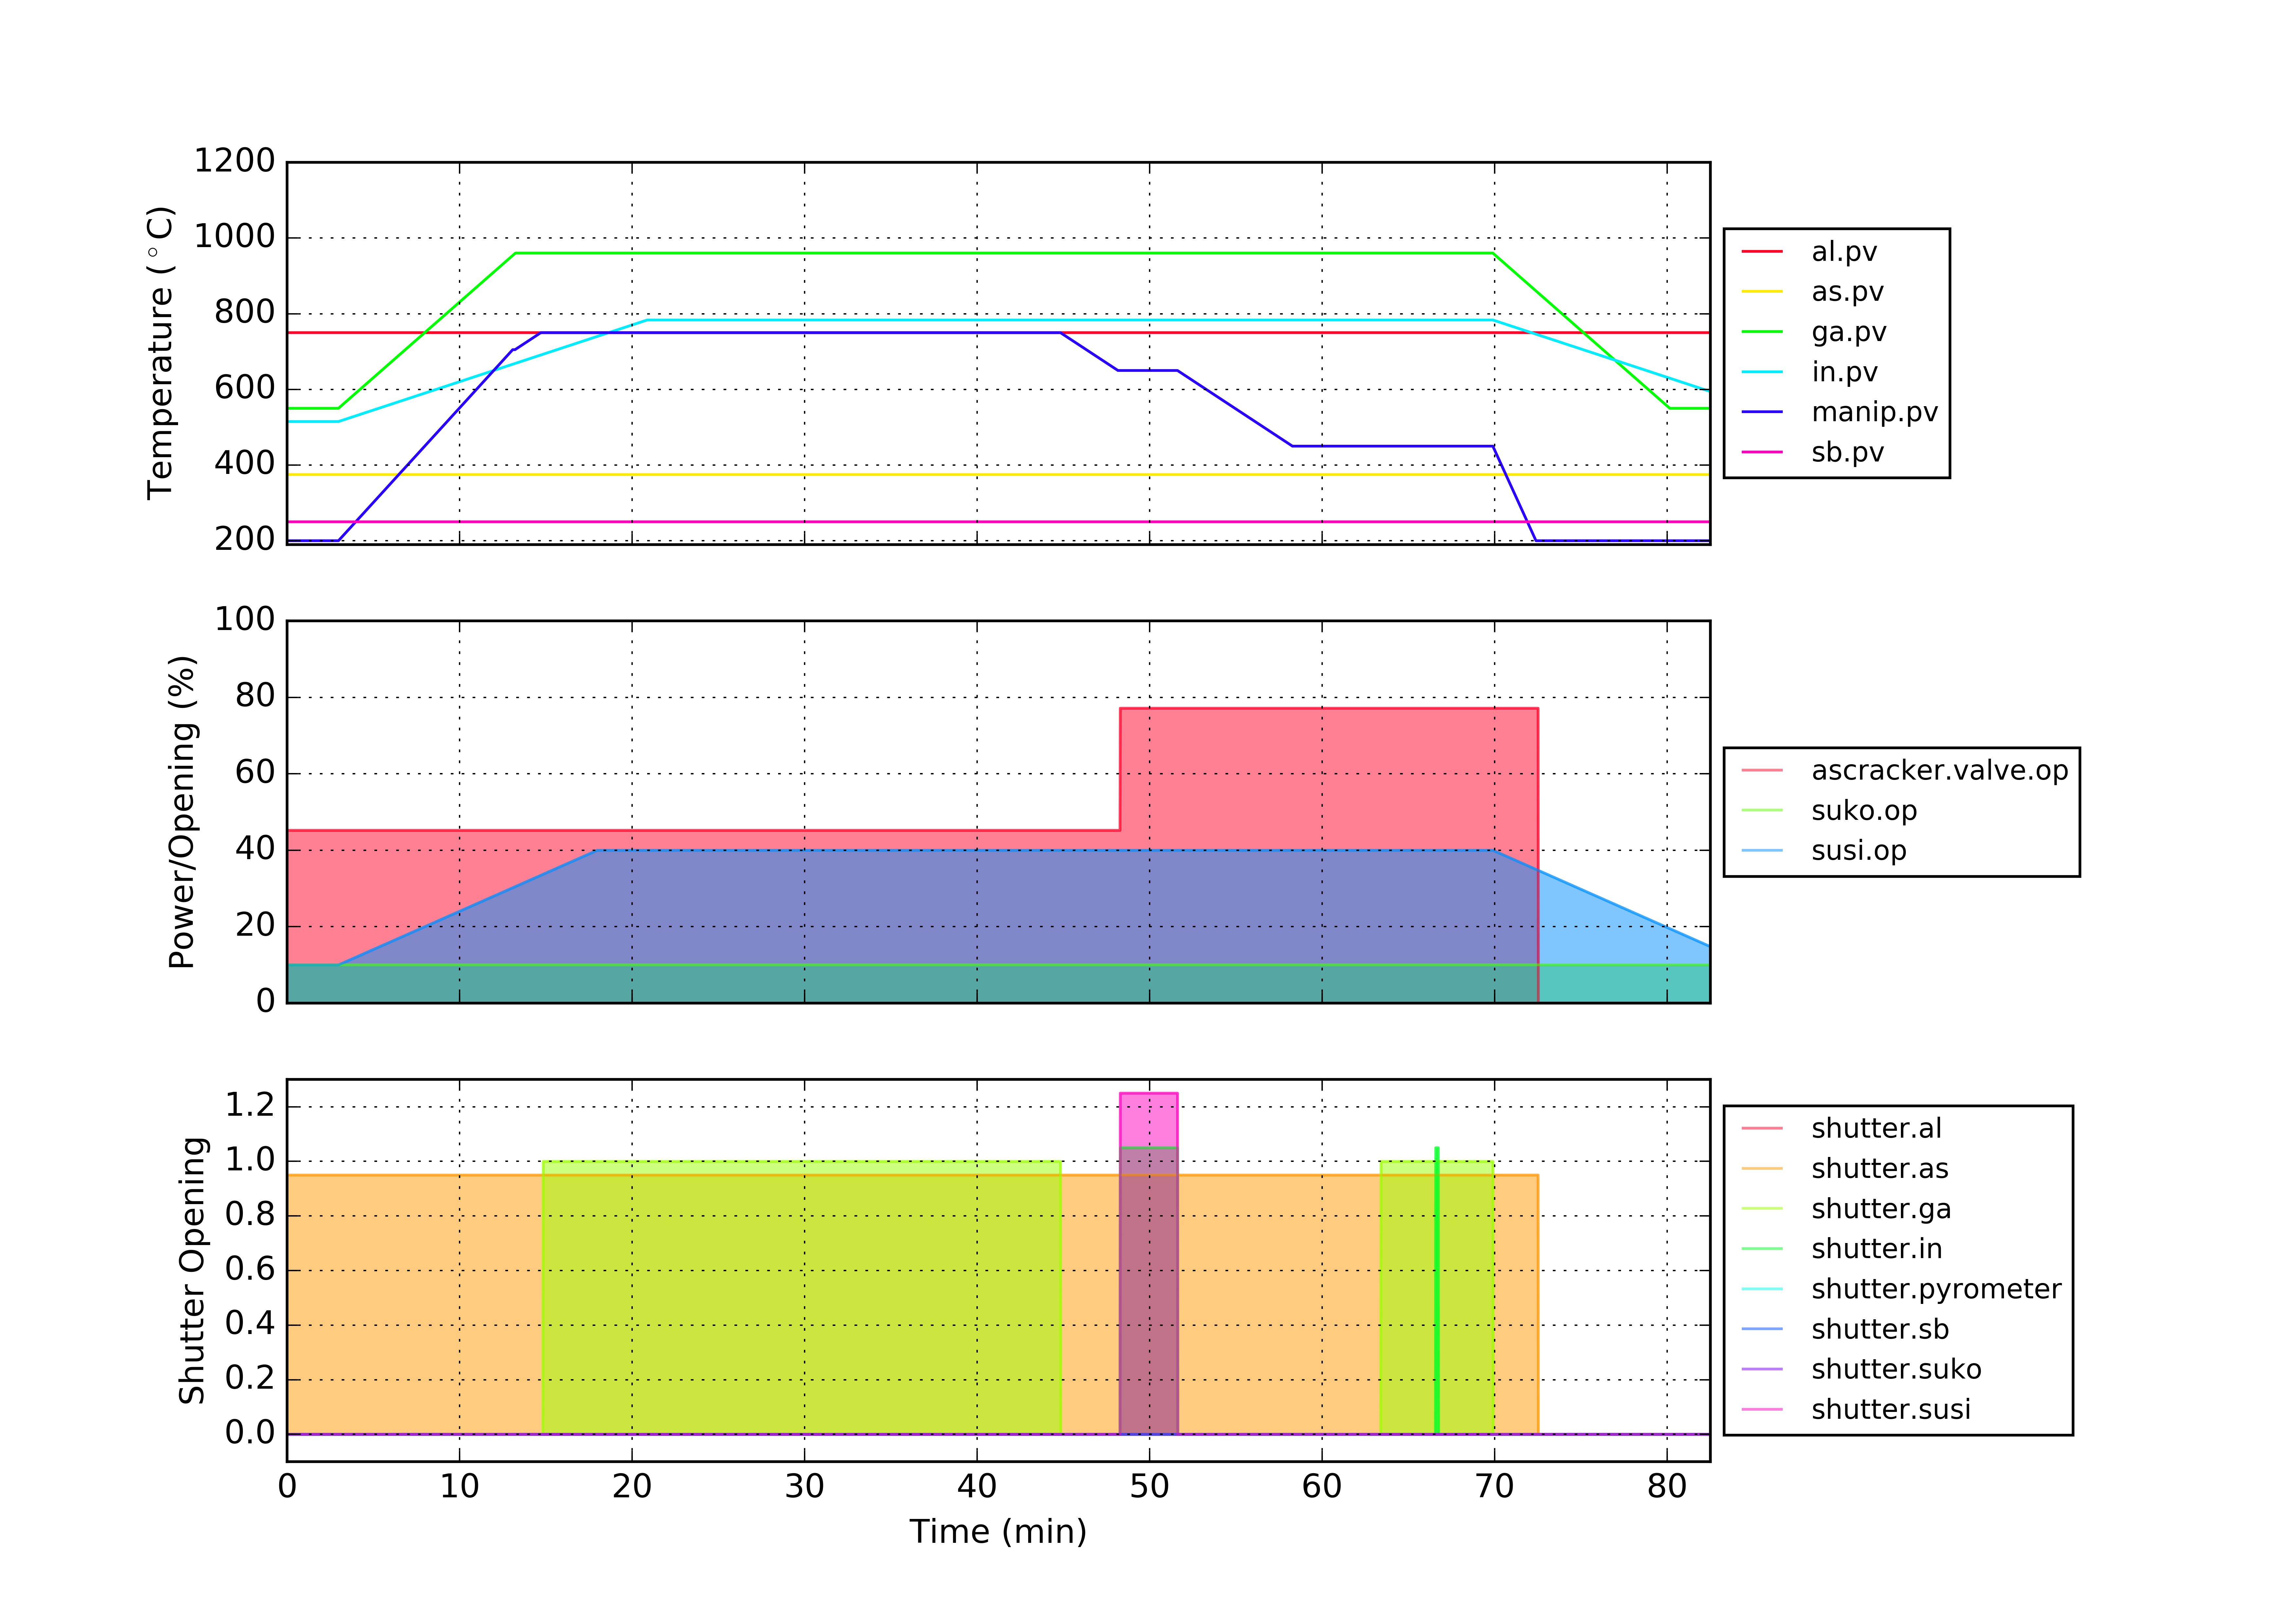 1200
1000
800
600
400
200
Temperature (°C)
al.pv
as.pv
ga.pv
in.pv
manip.pv
sb.pv
100
80
60
40
20
0
Power/Opening (%)
ascracker.valve.op
suko.op
susi.op
1.2
1.0
0.8
0.6
0.4
0.2
0.0
Shutter Opening
shutter.al
shutter.as
shutter.ga
shutter.in
shutter.pyrometer
shutter.sb
shutter.suko
shutter.susi
0 10 20 30 40 50 60 70 80
Time (min)